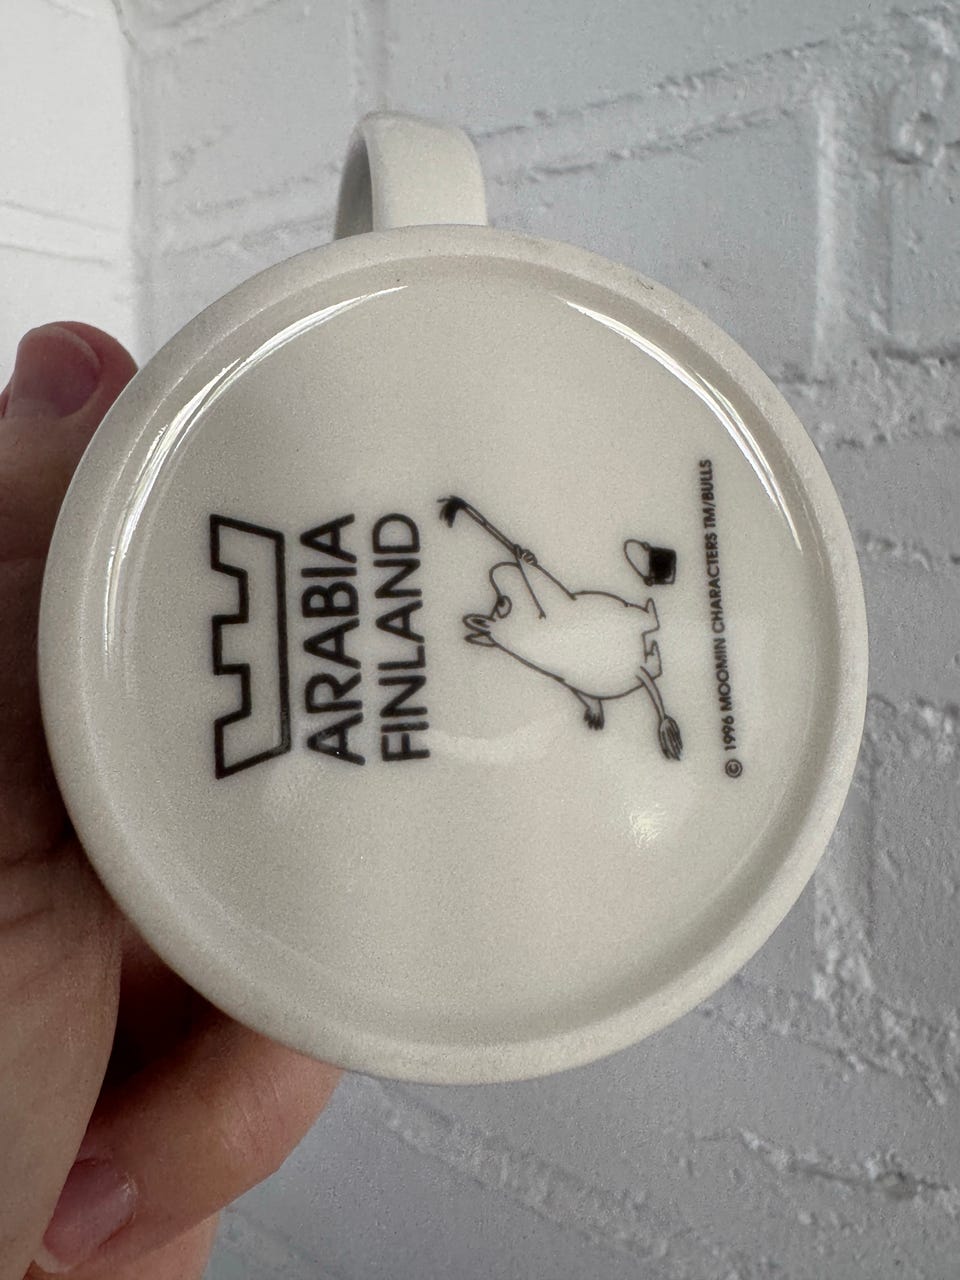 ARABIA
FINLAND
© 1996 MOOMIN CHARACTERS TM/BULLS